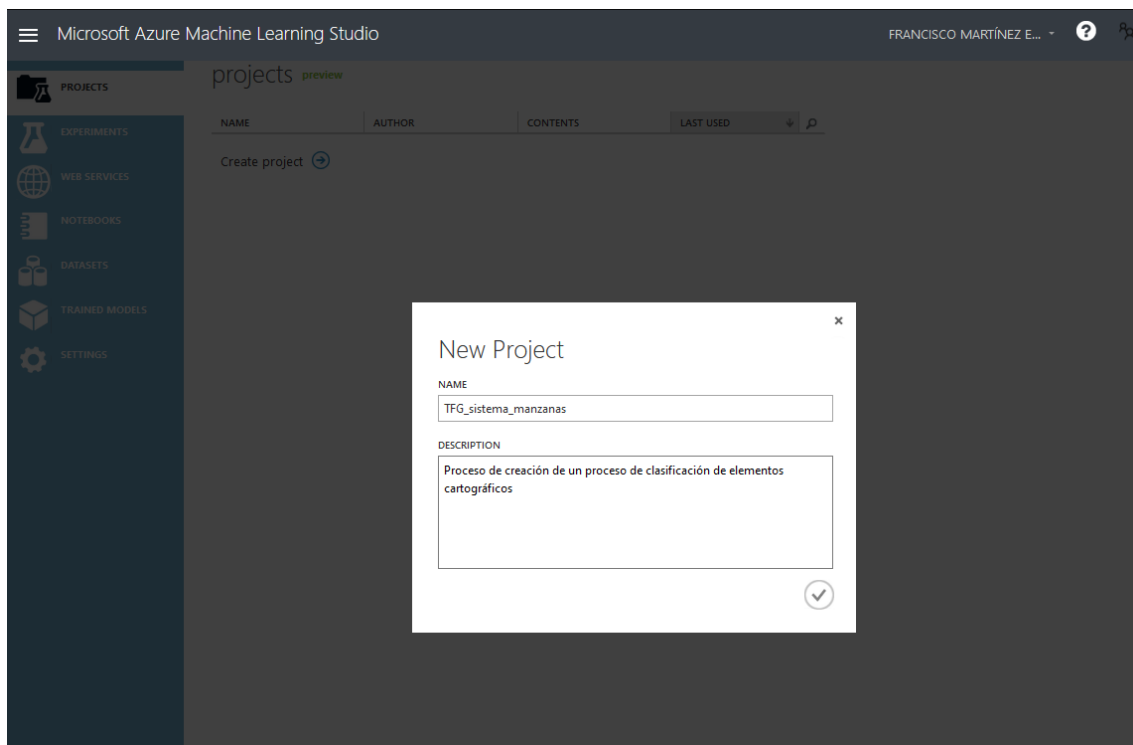 Microsoft Azure Machine Learning Studio
FRANCISCO MARTÍNEZ E...
?
PROJECTS
EXPERIMENTS
WEB SERVICES
NOTEBOOKS
DATASETS
TRAINED MODELS
SETTINGS
projects preview
NAME AUTHOR CONTENTS LAST USED
Create project
New Project
NAME
TFG_sistema_manzanas
DESCRIPTION
Proceso de creación de un proceso de clasificación de elementos
cartográficos